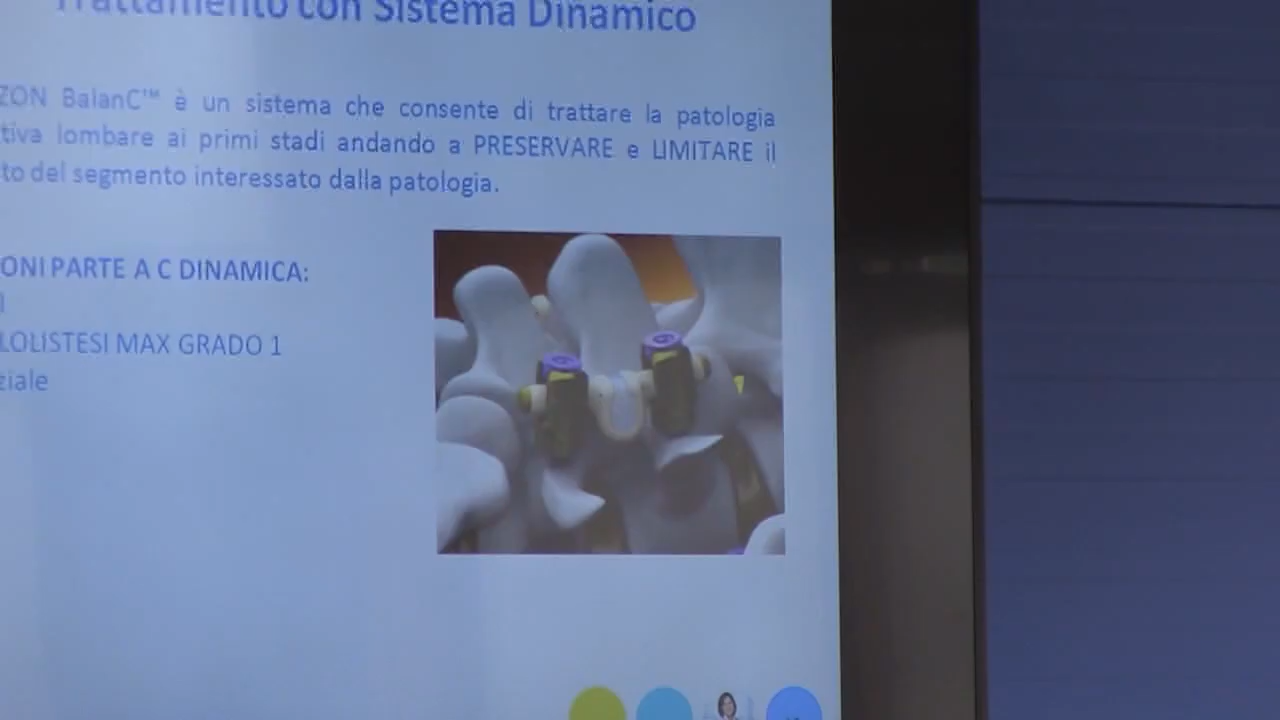 Trattamento con Sistema Dinamico
ZON BalanC™ è un sistema che consente di trattare la patologia
tiva lombare ai primi stadi andando a PRESERVARE e LIMITARE il
to del segmento interessato dalla patologia.
ONI PARTE A C DINAMICA:
LOLISTESI MAX GRADO 1
ziale